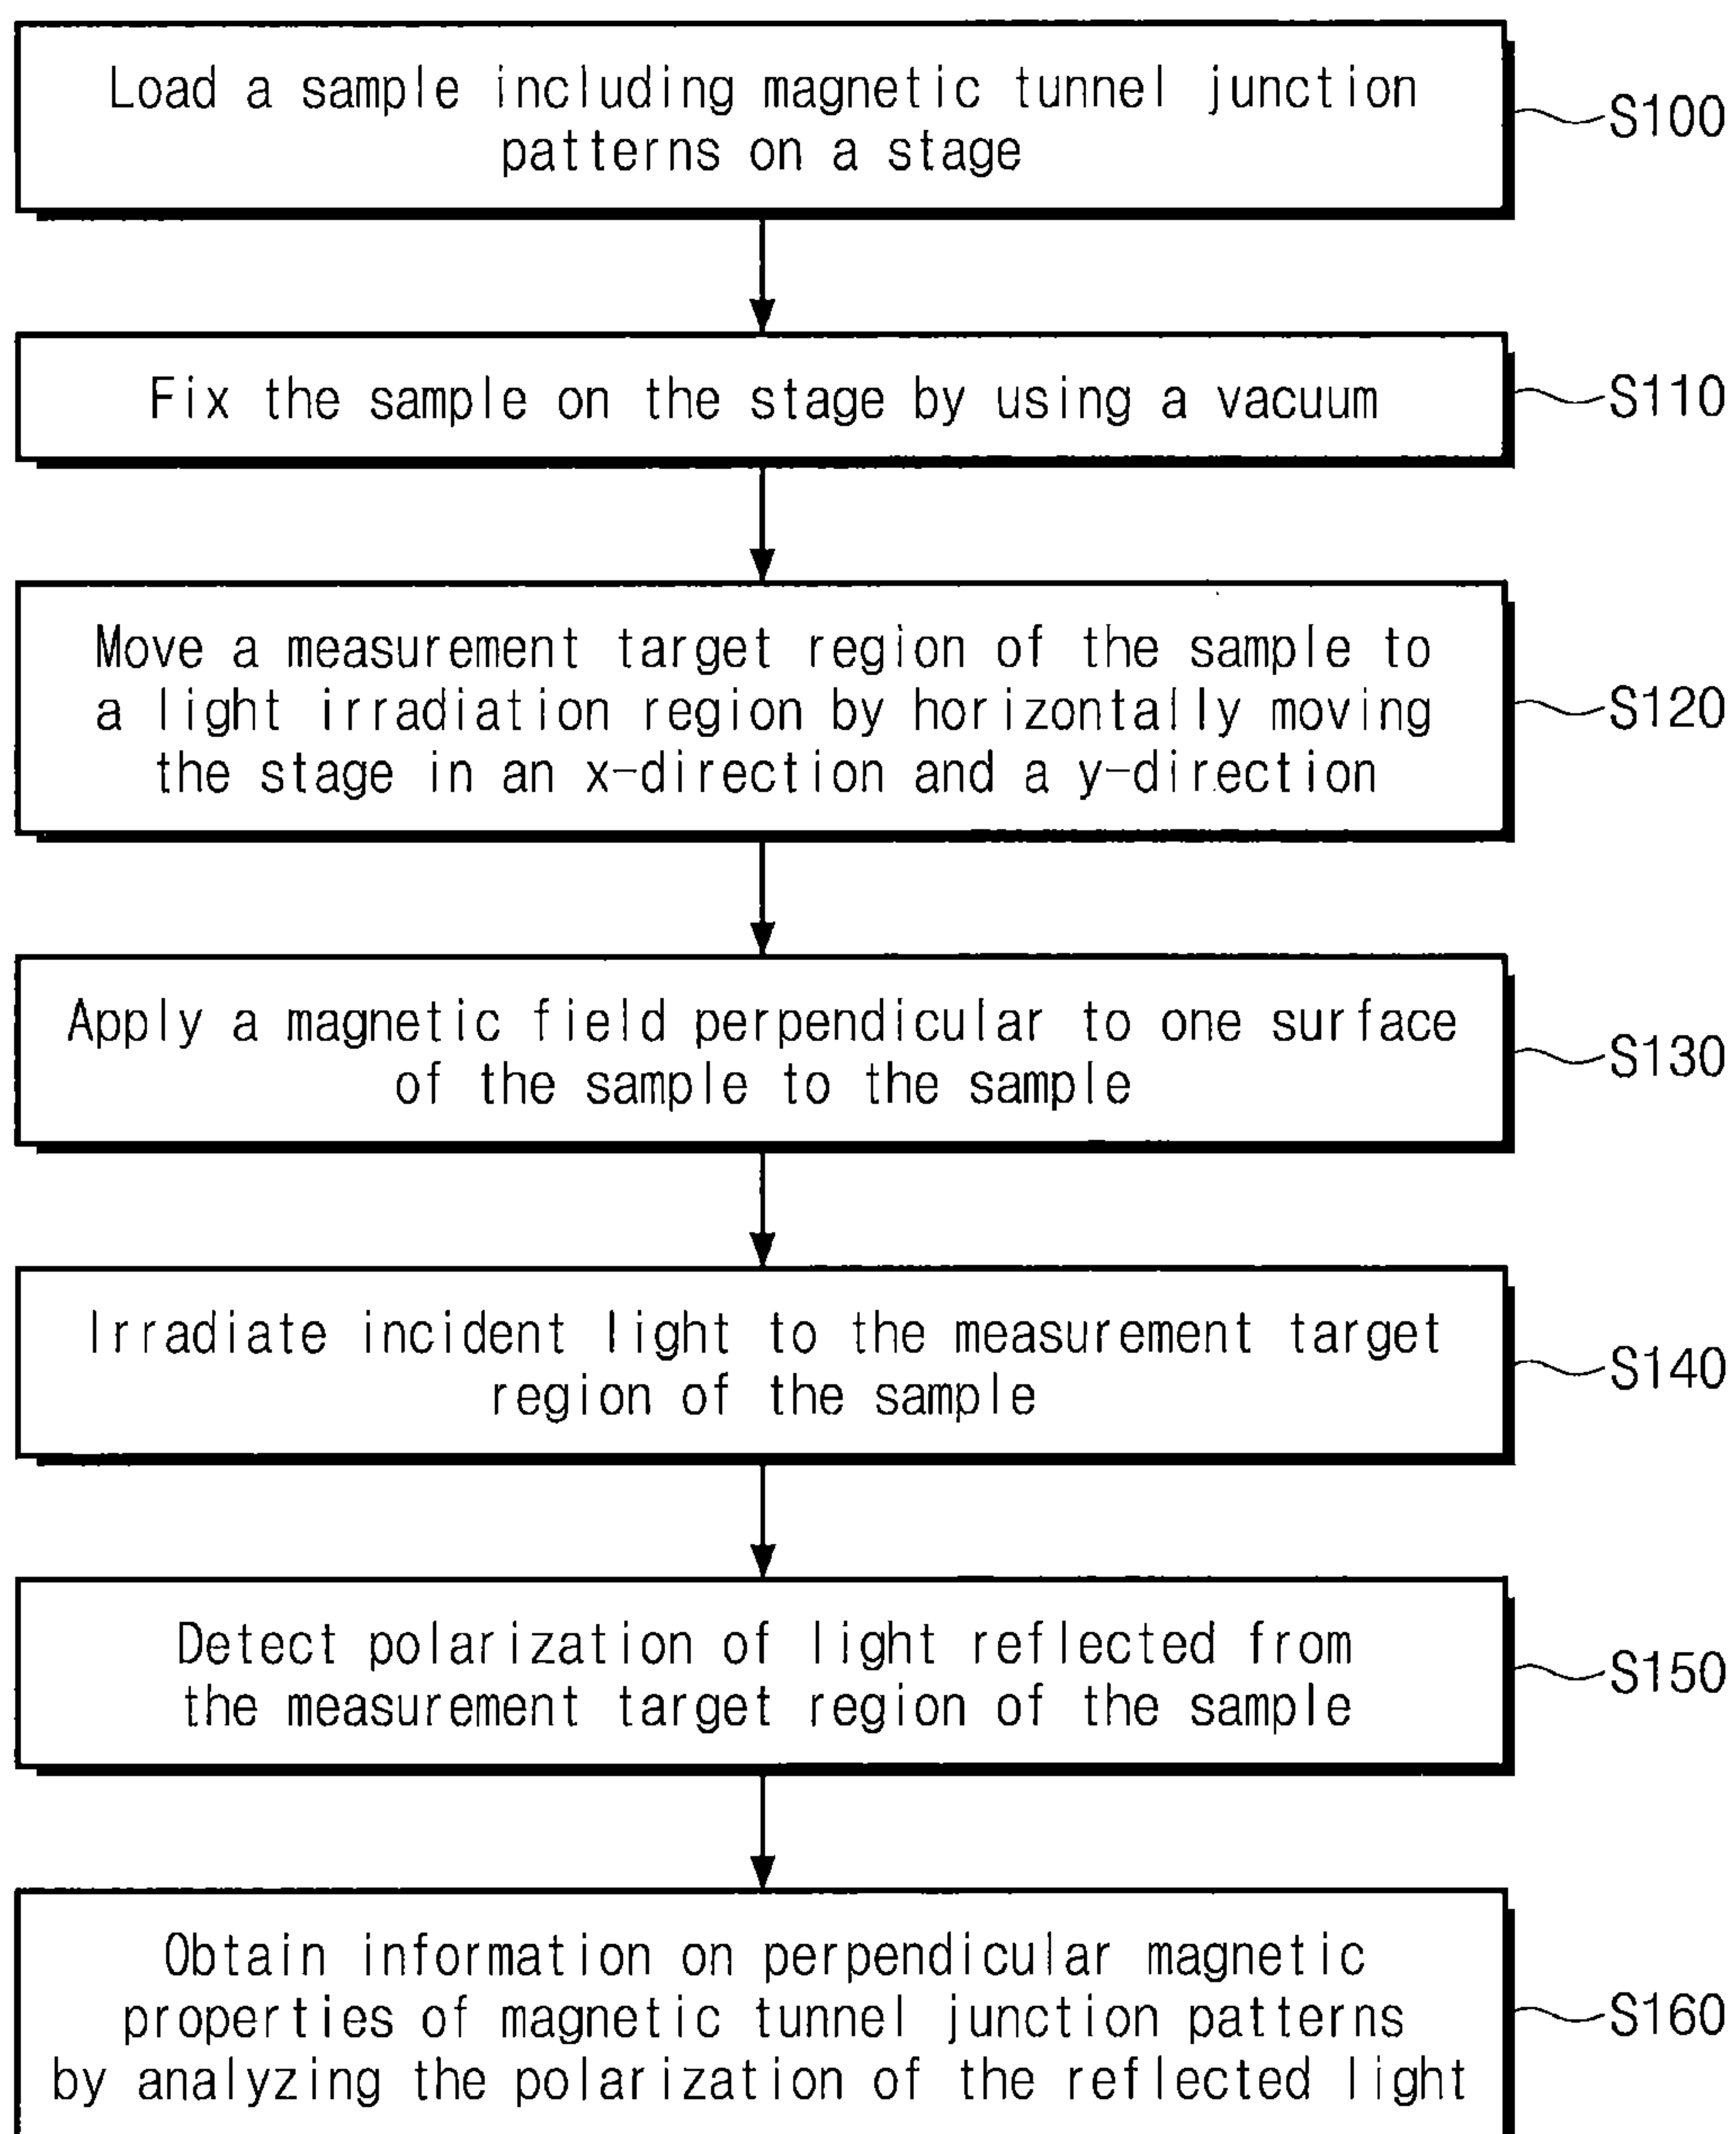 Load a sample including magnetic tunnel junction
patterns on a stage
S100
Fix the sample on the stage by using a vacuum
S110
Move a measurement target region of the sample to
a light irradiation region by horizontally moving
the stage in an x-direction and a y-direction
S120
Apply a magnetic field perpendicular to one surface
of the sample to the sample
S130
Irradiate incident light to the measurement target
region of the sample
S140
Detect polarization of light reflected from
the measurement target region of the sample
S150
Obtain information on perpendicular magnetic
properties of magnetic tunnel junction patterns
by analyzing the polarization of the reflected light
S160